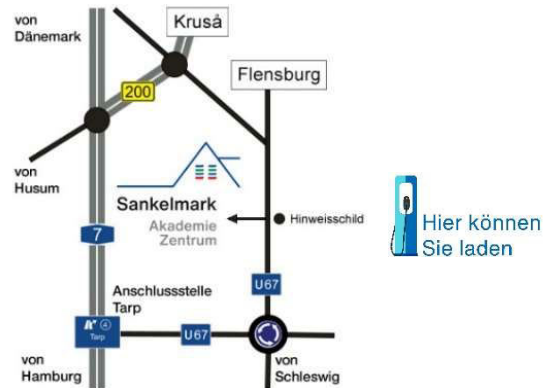 von
Dänemark
Kruså
Flensburg
200
von
Husum
Sankelmark
Akademie
Zentrum
Hinweisschild
Hier können
Sie laden
7
U67
Anschlussstelle
Tarp
4
Tarp
U67
von
Hamburg
von
Schleswig